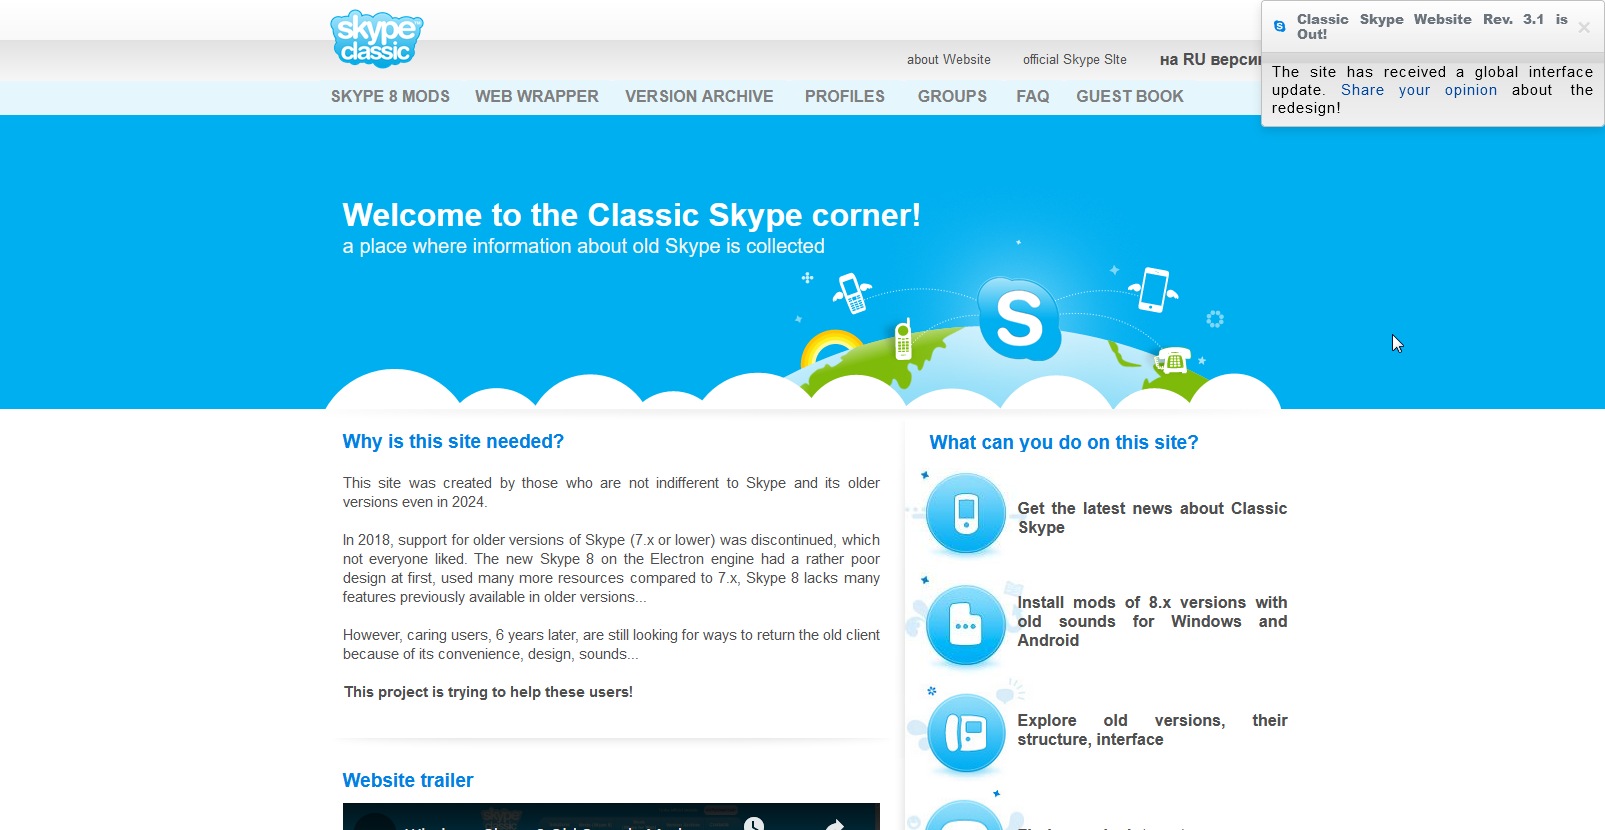 skype
classic
about Website
official Skype SIte
на RU верси
Classic Skype Website Rev. 3.1 is
Out!
The site has received a global interface
update. Share your opinion about the
redesign!
SKYPE 8 MODS
WEB WRAPPER
VERSION ARCHIVE
PROFILES
GROUPS
FAQ
GUEST BOOK
Welcome to the Classic Skype corner!
a place where information about old Skype is collected
S
Why is this site needed?
This site was created by those who are not indifferent to Skype and its older
versions even in 2024.
In 2018, support for older versions of Skype (7.x or lower) was discontinued, which
not everyone liked. The new Skype 8 on the Electron engine had a rather poor
design at first, used many more resources compared to 7.x, Skype 8 lacks many
features previously available in older versions...
However, caring users, 6 years later, are still looking for ways to return the old client
because of its convenience, design, sounds...
This project is trying to help these users!
Website trailer
skype
What can you do on this site?
Get the latest news about Classic
Skype
Install mods of 8.x versions with
old sounds for Windows and
Android
Explore old versions, their
structure, interface